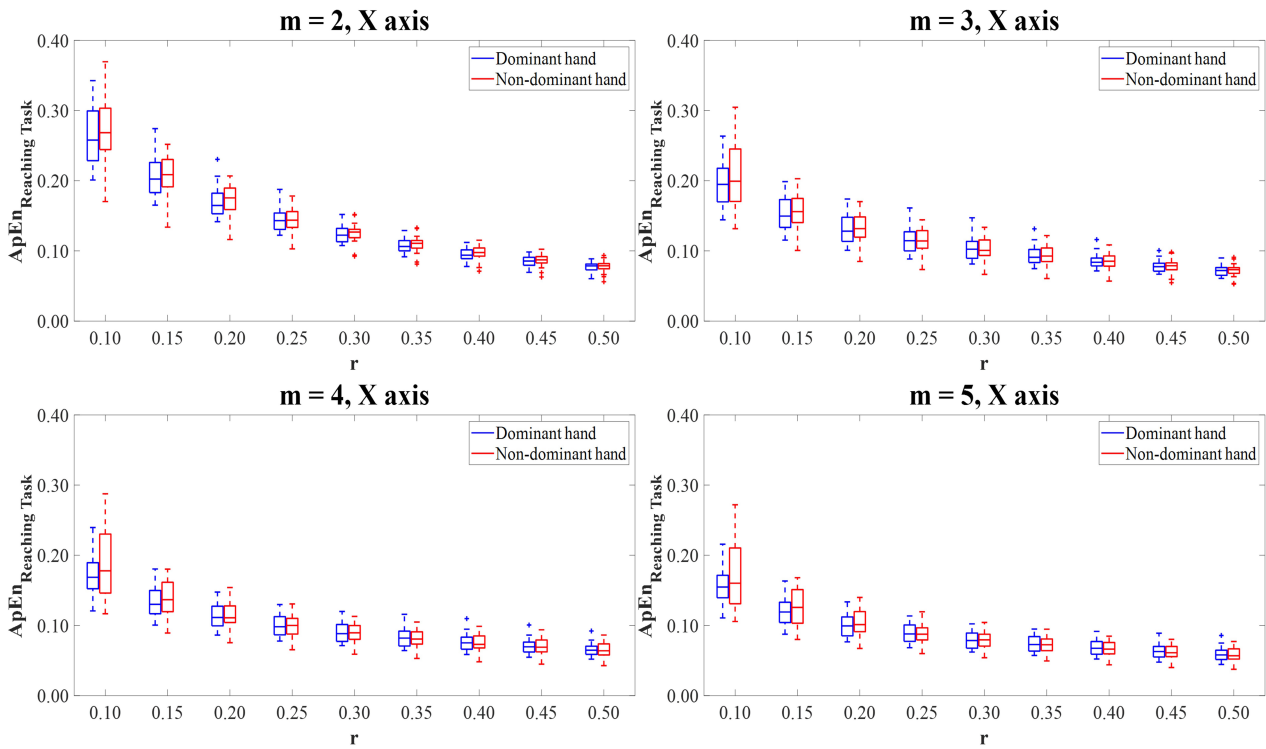 m = 2, X axis
0.40
0.30
0.20
0.10
0.00
ApEn Reaching Task
Dominant hand
Non-dominant hand
0.10 0.15 0.20 0.25 0.30 0.35 0.40 0.45 0.50
r
m = 3, X axis
0.40
0.30
0.20
0.10
0.00
ApEn Reaching Task
Dominant hand
Non-dominant hand
0.10 0.15 0.20 0.25 0.30 0.35 0.40 0.45 0.50
r
m = 4, X axis
0.40
0.30
0.20
0.10
0.00
ApEn Reaching Task
Dominant hand
Non-dominant hand
0.10 0.15 0.20 0.25 0.30 0.35 0.40 0.45 0.50
r
m = 5, X axis
0.40
0.30
0.20
0.10
0.00
ApEn Reaching Task
Dominant hand
Non-dominant hand
0.10 0.15 0.20 0.25 0.30 0.35 0.40 0.45 0.50
r